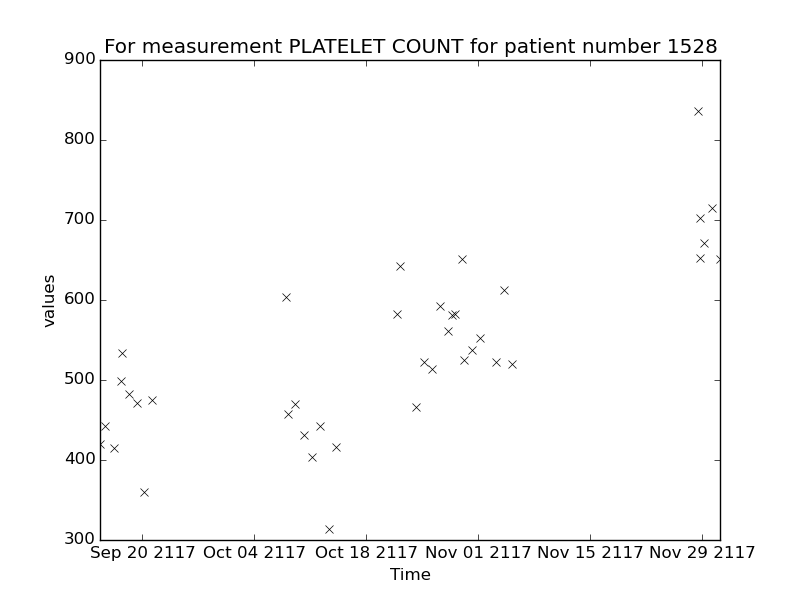 For measurement PLATELET COUNT for patient number 1528
900
800
700
600
500
400
300
values
Sep 20 2117 Oct 04 2117 Oct 18 2117 Nov 01 2117 Nov 15 2117 Nov 29 2117
Time